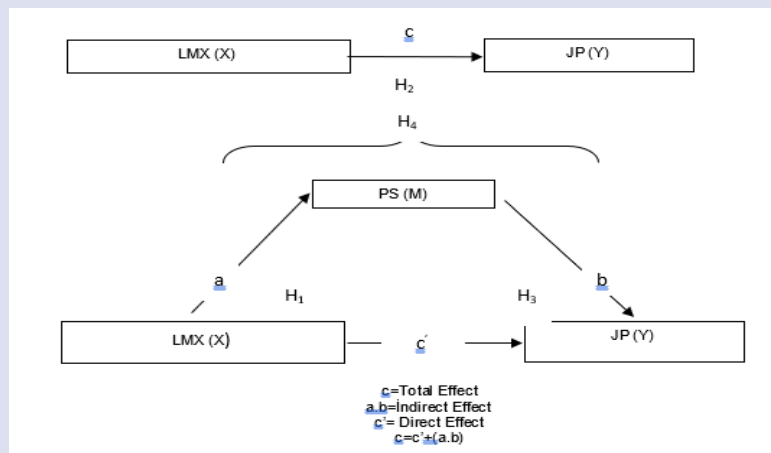 c
LMX (X)
JP (Y)
H₂
H₄
PS (M)
a
b
H₁
H₃
LMX (X)
c'
JP (Y)
c=Total Effect
a.b=İndirect Effect
c'= Direct Effect
c=c'+(a.b)